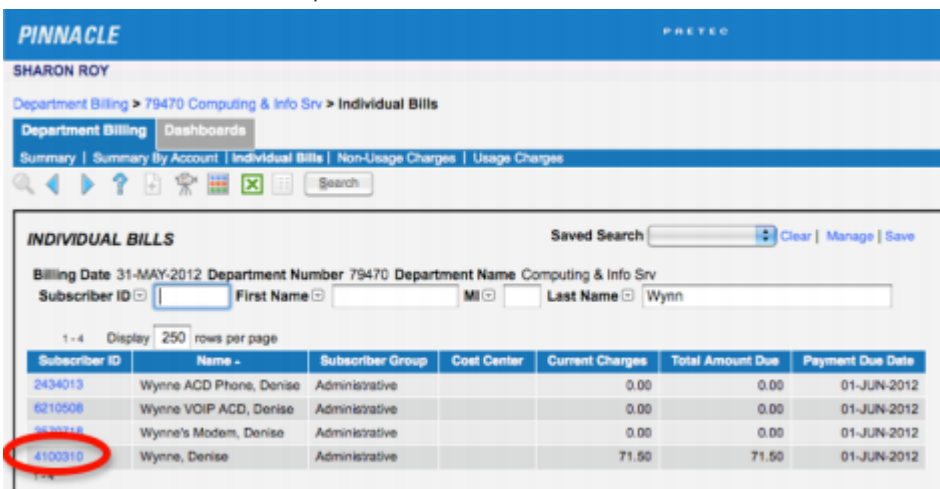 PINNACLE PAETEC
SHARON ROY
Department Billing > 79470 Computing & Info Srv > Individual Bills
Department Billing Dashboards
Summary | Summary By Account | Individual Bills | Non-Usage Charges | Usage Charges
Search
INDIVIDUAL BILLS Saved Search Clear | Manage | Save
Billing Date 31-MAY-2012 Department Number 79470 Department Name Computing & Info Srv
Subscriber ID First Name MI Last Name Wynn
1-4 Display 250 rows per page
Subscriber ID Name Subscriber Group Cost Center Current Charges Total Amount Due Payment Due Date
2434013 Wynne ACD Phone, Denise Administrative 0.00 0.00 01-JUN-2012
6210508 Wynne VOIP ACD, Denise Administrative 0.00 0.00 01-JUN-2012
Wynne's Modem, Denise Administrative 0.00 0.00 01-JUN-2012
4100310 Wynne, Denise Administrative 71.50 71.50 01-JUN-2012
1-4